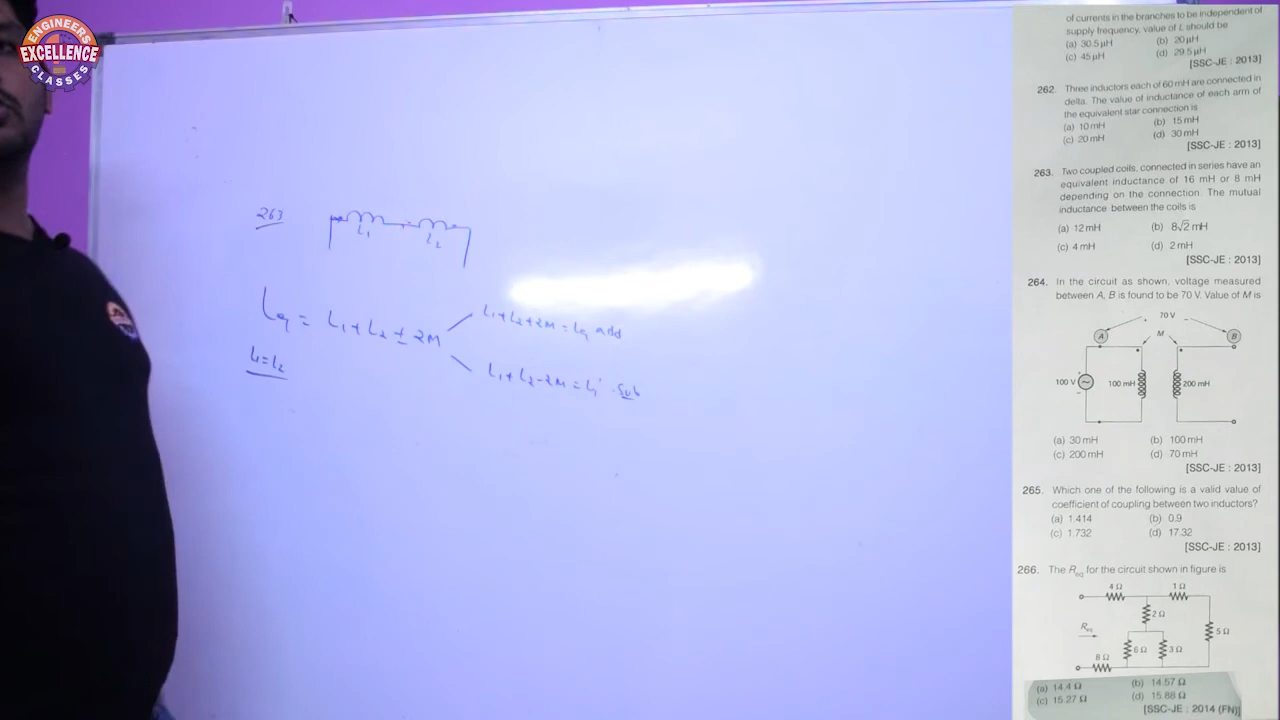 ENGINEERS
EXCELLENCE
CLASSES
263
L₁
L₂
Leq = L₁ + L₂ ± 2M
L₁ + L₂ + 2M = Leq add
L₁ + L₂ - 2M = Sub
L₁ = L₂
of currents in the branches to be independent of
supply frequency, value of L should be
(a) 30.5 μH (b) 20 μH
(c) 45 μH (d) 29.5 μH
[SSC-JE : 2013]
262. Three inductors each of 60 mH are connected in
delta. The value of inductance of each arm of
the equivalent star connection is
(a) 10 mH (b) 15 mH
(c) 20 mH (d) 30 mH
[SSC-JE : 2013]
263. Two coupled coils, connected in series have an
equivalent inductance of 16 mH or 8 mH
depending on the connection. The mutual
inductance between the coils is
(a) 12 mH (b) 8√2 mH
(c) 4 mH (d) 2 mH
[SSC-JE : 2013]
264. In the circuit as shown, voltage measured
between A, B is found to be 70 V. Value of M is
70 V
+ −
A M B
100 V 100 mH 200 mH
(a) 30 mH (b) 100 mH
(c) 200 mH (d) 70 mH
[SSC-JE : 2013]
265. Which one of the following is a valid value of
coefficient of coupling between two inductors?
(a) 1.414 (b) 0.9
(c) 1.732 (d) 17.32
[SSC-JE : 2013]
266. The Req for the circuit shown in figure is
4 Ω 1 Ω
2 Ω
Req 5 Ω
6 Ω 3 Ω
8 Ω
(a) 14.4 Ω (b) 14.57 Ω
(c) 15.27 Ω (d) 15.88 Ω
[SSC-JE : 2014 (FN)]